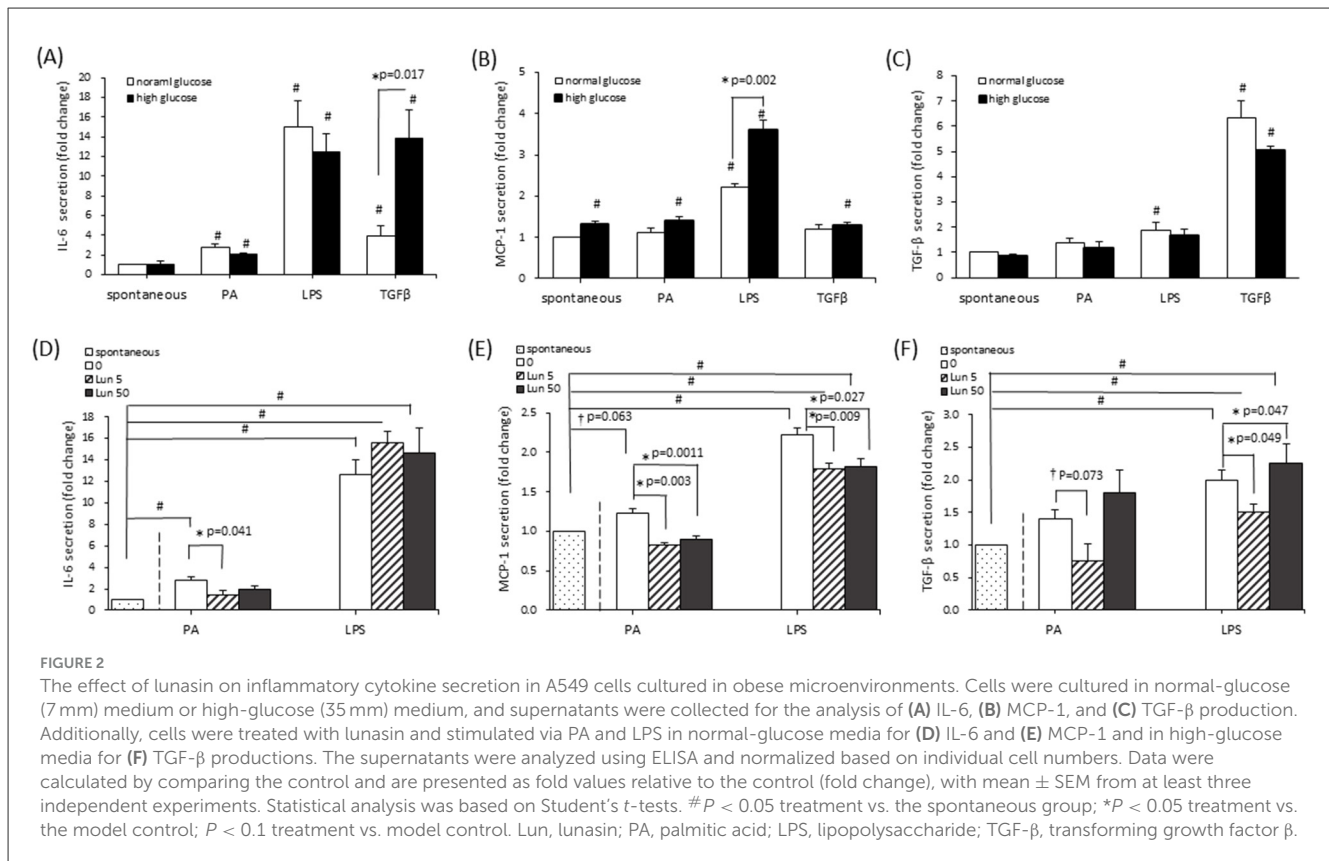 (A)
noraml glucose
high glucose
*p=0.017
#
#
#
#
#
#
IL-6 secretion (fold change)
20
18
16
14
12
10
8
6
4
2
0
spontaneous PA LPS TGFβ
(B)
normal glucose
high glucose
* p=0.002
#
#
#
#
#
MCP-1 secretion (fold change)
5
4
3
2
1
0
spontaneous PA LPS TGFβ
(C)
normal glucose
high glucose
#
#
#
TGF-β secretion (fold change)
8
7
6
5
4
3
2
1
0
spontaneous PA LPS TGFβ
(D)
spontaneous
0
Lun 5
Lun 50
#
#
#
#
* p=0.041
IL-6 secretion (fold change)
18
16
14
12
10
8
6
4
2
0
PA LPS
(E)
spontaneous
0
Lun 5
Lun 50
#
#
#
† p=0.063
* p=0.027
* p=0.009
* p=0.0011
* p=0.003
MCP-1 secretion (fold change)
2.5
2.0
1.5
1.0
0.5
0.0
PA LPS
(F)
spontaneous
0
Lun 5
Lun 50
#
#
#
* p=0.047
* p=0.049
† P=0.073
TGF-β secretion (fold change)
3.0
2.5
2.0
1.5
1.0
0.5
0.0
PA LPS
FIGURE 2
The effect of lunasin on inflammatory cytokine secretion in A549 cells cultured in obese microenvironments. Cells were cultured in normal-glucose
(7 mm) medium or high-glucose (35 mm) medium, and supernatants were collected for the analysis of (A) IL-6, (B) MCP-1, and (C) TGF-β production.
Additionally, cells were treated with lunasin and stimulated via PA and LPS in normal-glucose media for (D) IL-6 and (E) MCP-1 and in high-glucose
media for (F) TGF-β productions. The supernatants were analyzed using ELISA and normalized based on individual cell numbers. Data were
calculated by comparing the control and are presented as fold values relative to the control (fold change), with mean ± SEM from at least three
independent experiments. Statistical analysis was based on Student's t-tests. #P < 0.05 treatment vs. the spontaneous group; *P < 0.05 treatment vs.
the model control; P < 0.1 treatment vs. model control. Lun, lunasin; PA, palmitic acid; LPS, lipopolysaccharide; TGF-β, transforming growth factor β.